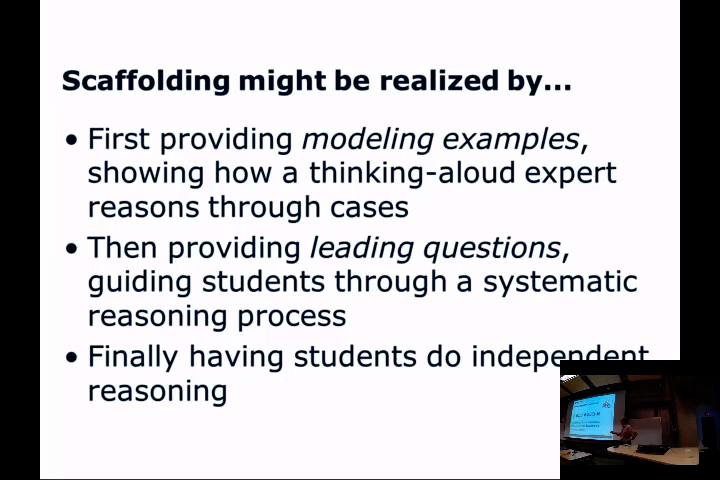 Scaffolding might be realized by...
• First providing modeling examples,
showing how a thinking-aloud expert
reasons through cases
• Then providing leading questions,
guiding students through a systematic
reasoning process
• Finally having students do independent
reasoning